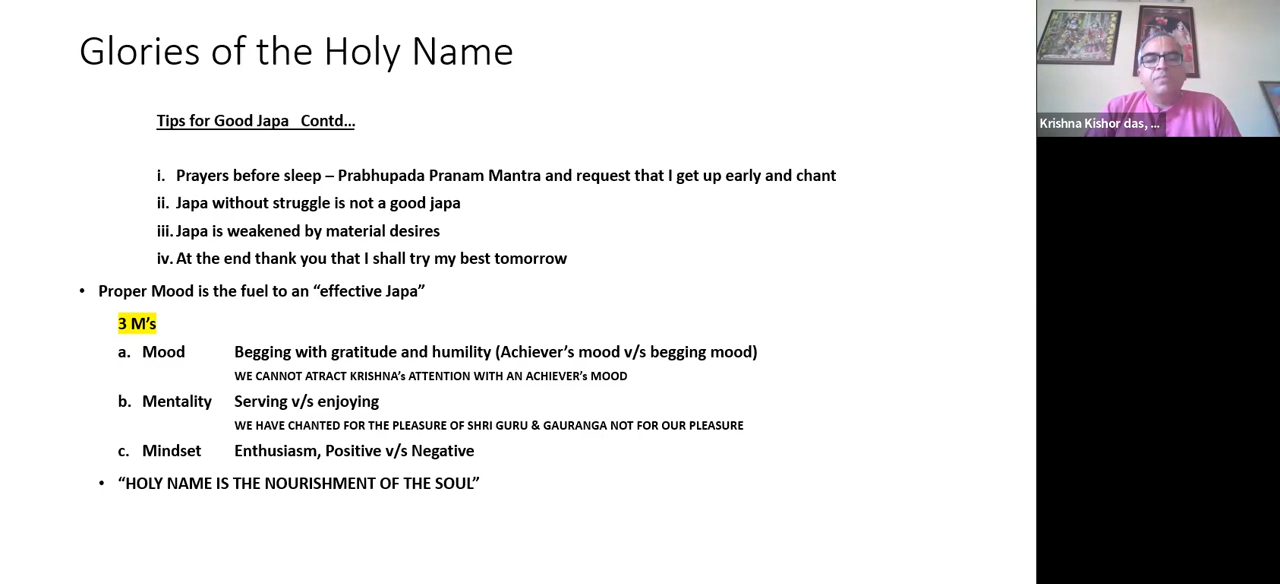 Glories of the Holy Name
Tips for Good Japa Contd...
i. Prayers before sleep – Prabhupada Pranam Mantra and request that I get up early and chant
ii. Japa without struggle is not a good japa
iii. Japa is weakened by material desires
iv. At the end thank you that I shall try my best tomorrow
• Proper Mood is the fuel to an “effective Japa”
3 M’s
a. Mood Begging with gratitude and humility (Achiever’s mood v/s begging mood)
WE CANNOT ATRACT KRISHNA’s ATTENTION WITH AN ACHIEVER’s MOOD
b. Mentality Serving v/s enjoying
WE HAVE CHANTED FOR THE PLEASURE OF SHRI GURU & GAURANGA NOT FOR OUR PLEASURE
c. Mindset Enthusiasm, Positive v/s Negative
• “HOLY NAME IS THE NOURISHMENT OF THE SOUL”
Krishna Kishor das, ...